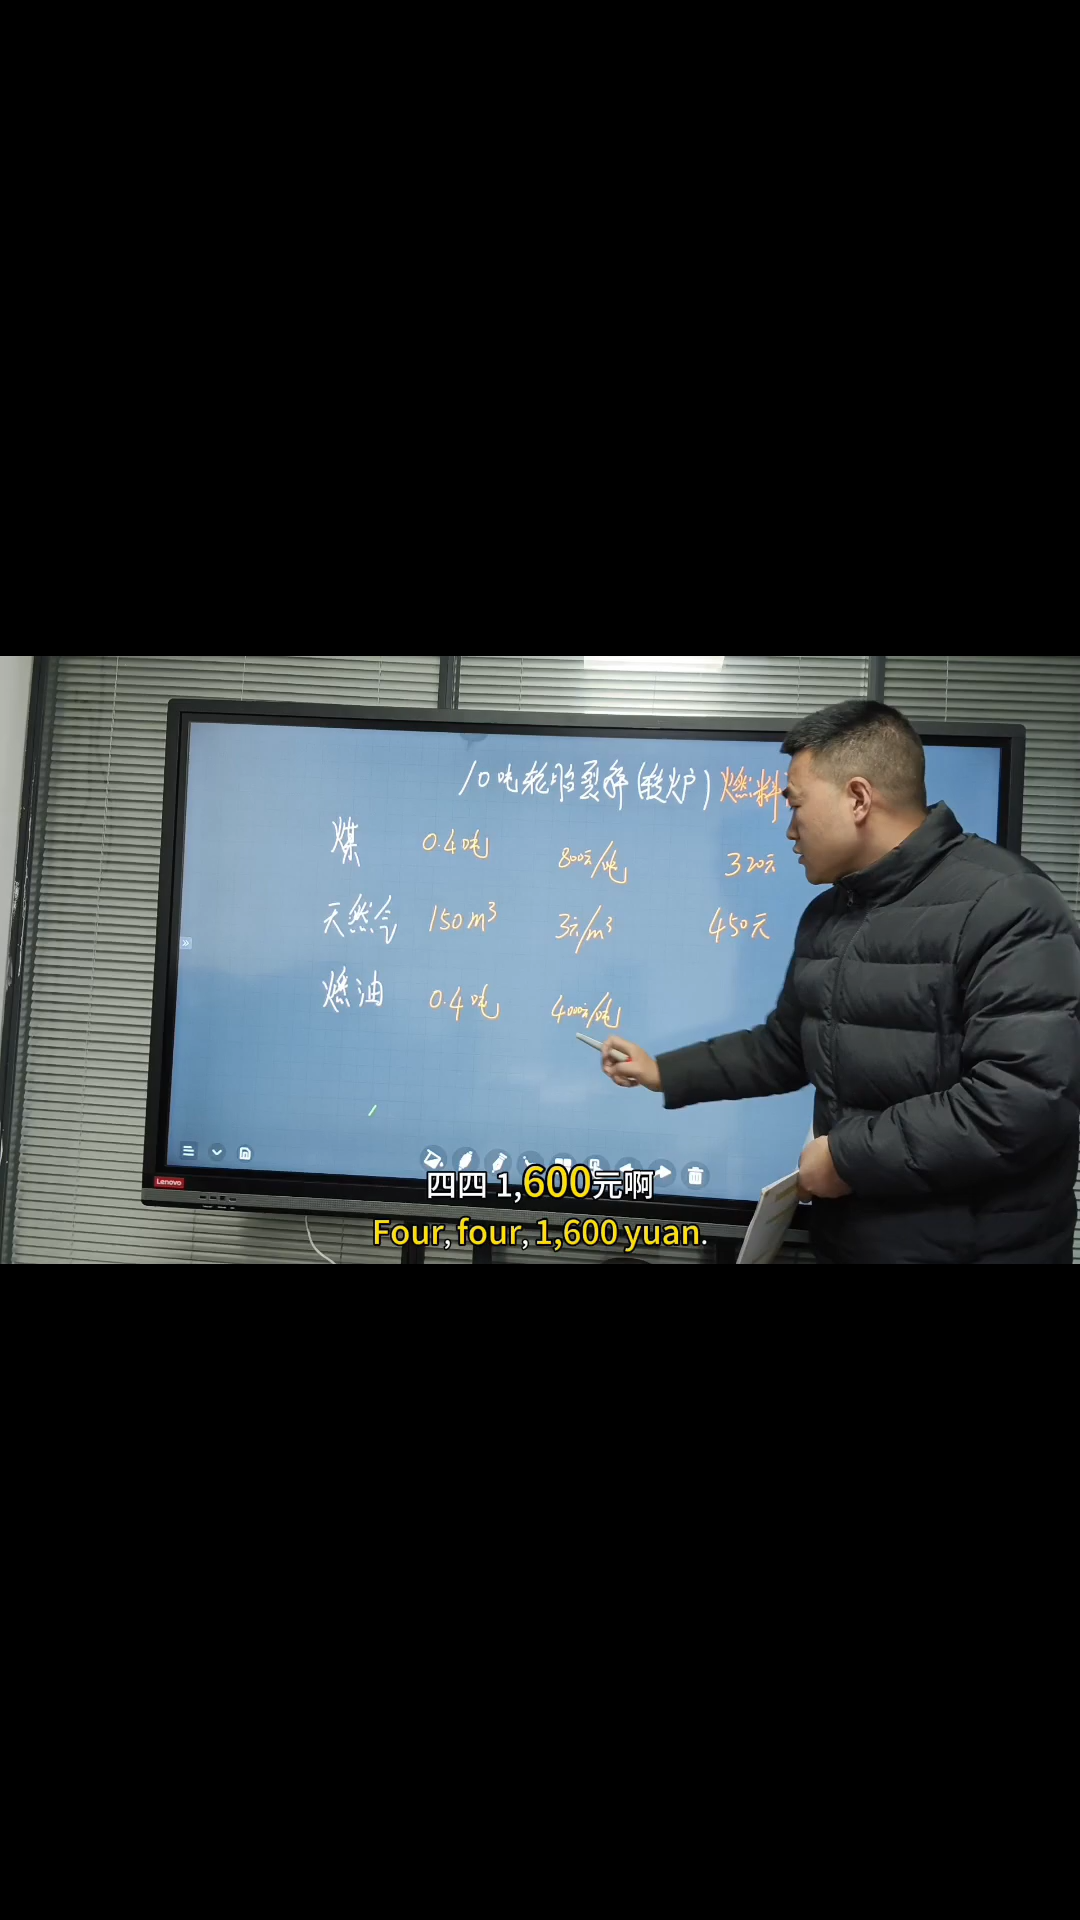 10吨轮胎裂解(整炉)燃料
煤 0.4吨 800元/吨 320元
天然气 150m³ 3元/m³ 450元
燃油 0.4吨 4000元/吨
Lenovo
四四 1,600元啊
Four, four, 1,600 yuan.